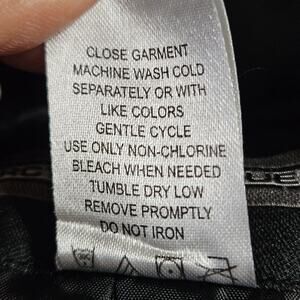 CLOSE GARMENT
MACHINE WASH COLD
SEPARATELY OR WITH
LIKE COLORS
GENTLE CYCLE
USE ONLY NON-CHLORINE
BLEACH WHEN NEEDED
TUMBLE DRY LOW
REMOVE PROMPTLY
DO NOT IRON